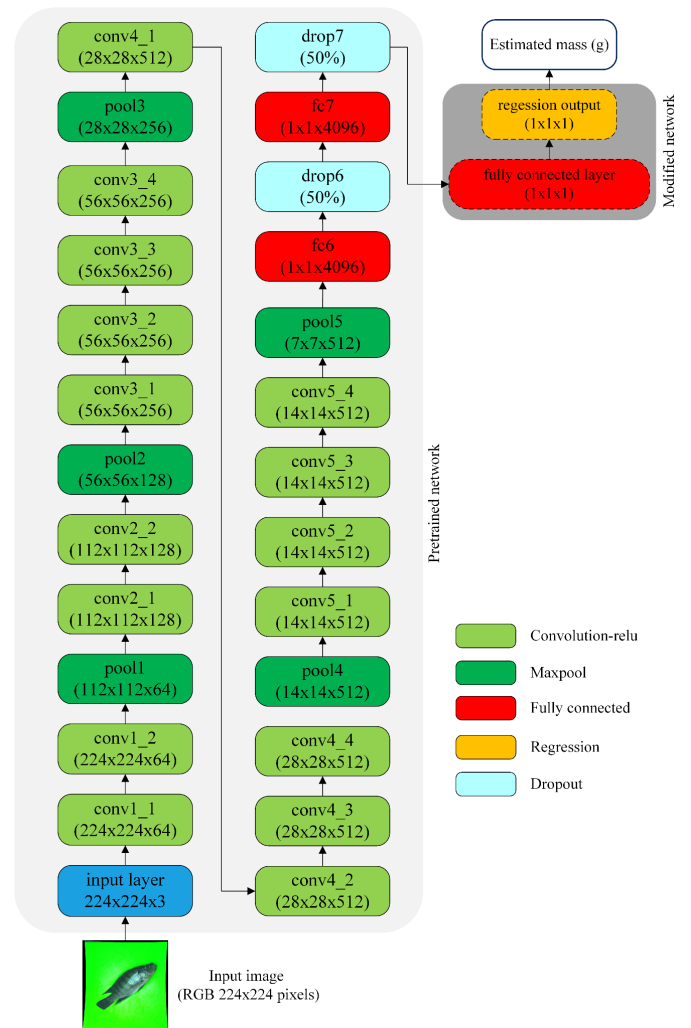 conv4_1
(28x28x512)
pool3
(28x28x256)
conv3_4
(56x56x256)
conv3_3
(56x56x256)
conv3_2
(56x56x256)
conv3_1
(56x56x256)
pool2
(56x56x128)
conv2_2
(112x112x128)
conv2_1
(112x112x128)
pool1
(112x112x64)
conv1_2
(224x224x64)
conv1_1
(224x224x64)
input layer
224x224x3
Input image
(RGB 224x224 pixels)
drop7
(50%)
fc7
(1x1x4096)
drop6
(50%)
fc6
(1x1x4096)
pool5
(7x7x512)
conv5_4
(14x14x512)
conv5_3
(14x14x512)
conv5_2
(14x14x512)
conv5_1
(14x14x512)
pool4
(14x14x512)
conv4_4
(28x28x512)
conv4_3
(28x28x512)
conv4_2
(28x28x512)
Pretrained network
Estimated mass (g)
regression output
(1x1x1)
fully connected layer
(1x1x1)
Modified network
Convolution-relu
Maxpool
Fully connected
Regression
Dropout